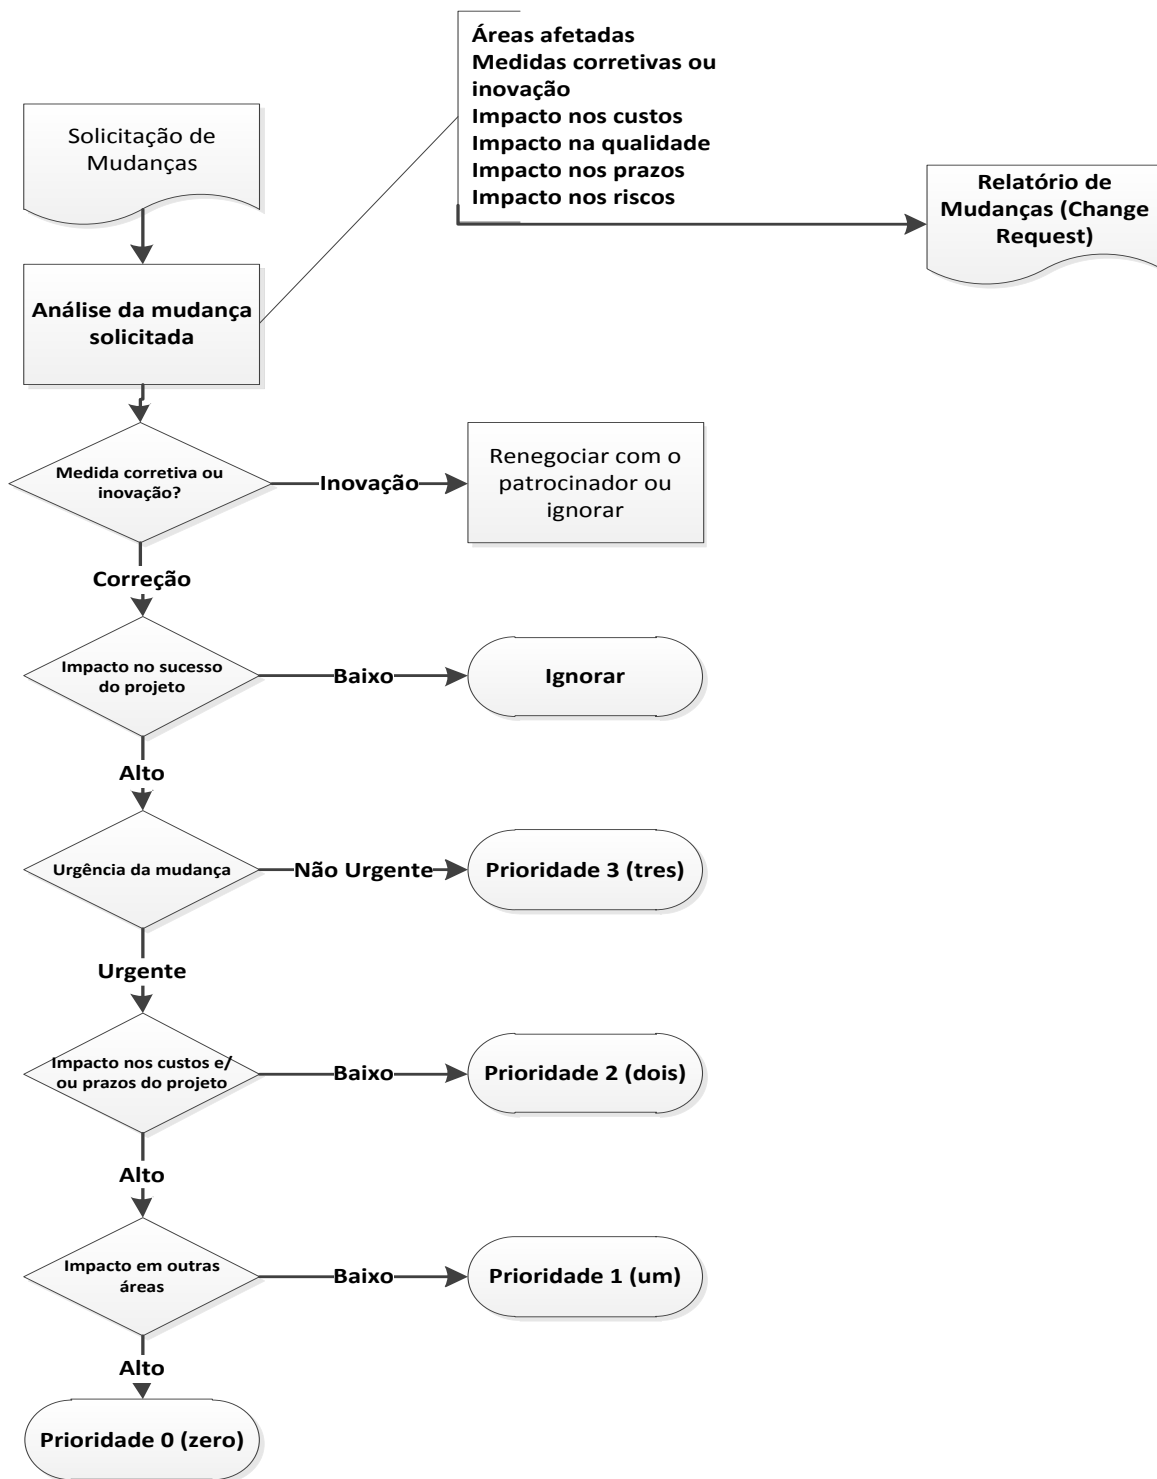 Áreas afetadas
Medidas corretivas ou
inovação
Impacto nos custos
Impacto na qualidade
Impacto nos prazos
Impacto nos riscos
Solicitação de
Mudanças
Relatório de
Mudanças (Change
Request)
Análise da mudança
solicitada
Medida corretiva ou
inovação?
Inovação
Renegociar com o
patrocinador ou
ignorar
Correção
Impacto no sucesso
do projeto
Baixo
Ignorar
Alto
Urgência da mudança
Não Urgente
Prioridade 3 (tres)
Urgente
Impacto nos custos e/
ou prazos do projeto
Baixo
Prioridade 2 (dois)
Alto
Impacto em outras
áreas
Baixo
Prioridade 1 (um)
Alto
Prioridade 0 (zero)